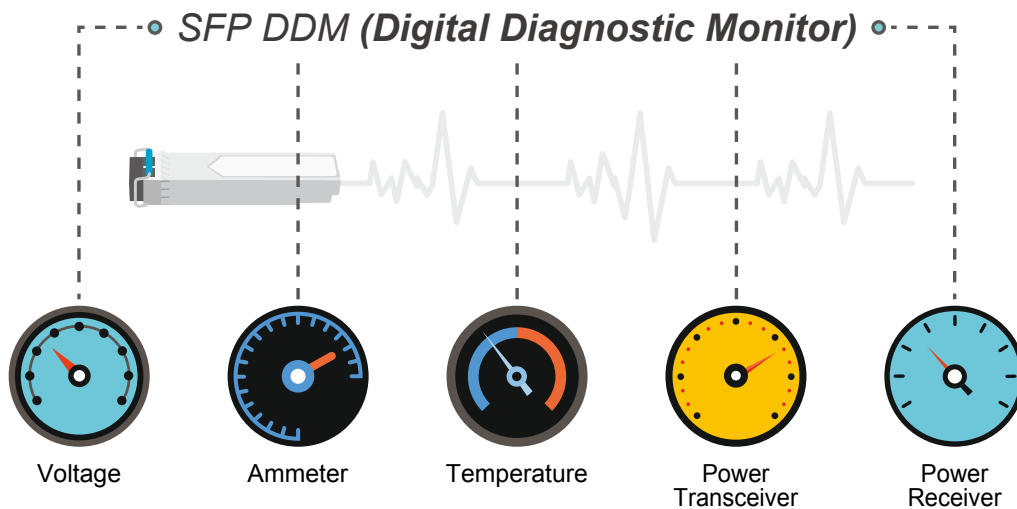 SFP DDM (Digital Diagnostic Monitor)
Voltage
Ammeter
Temperature
Power
Transceiver
Power
Receiver